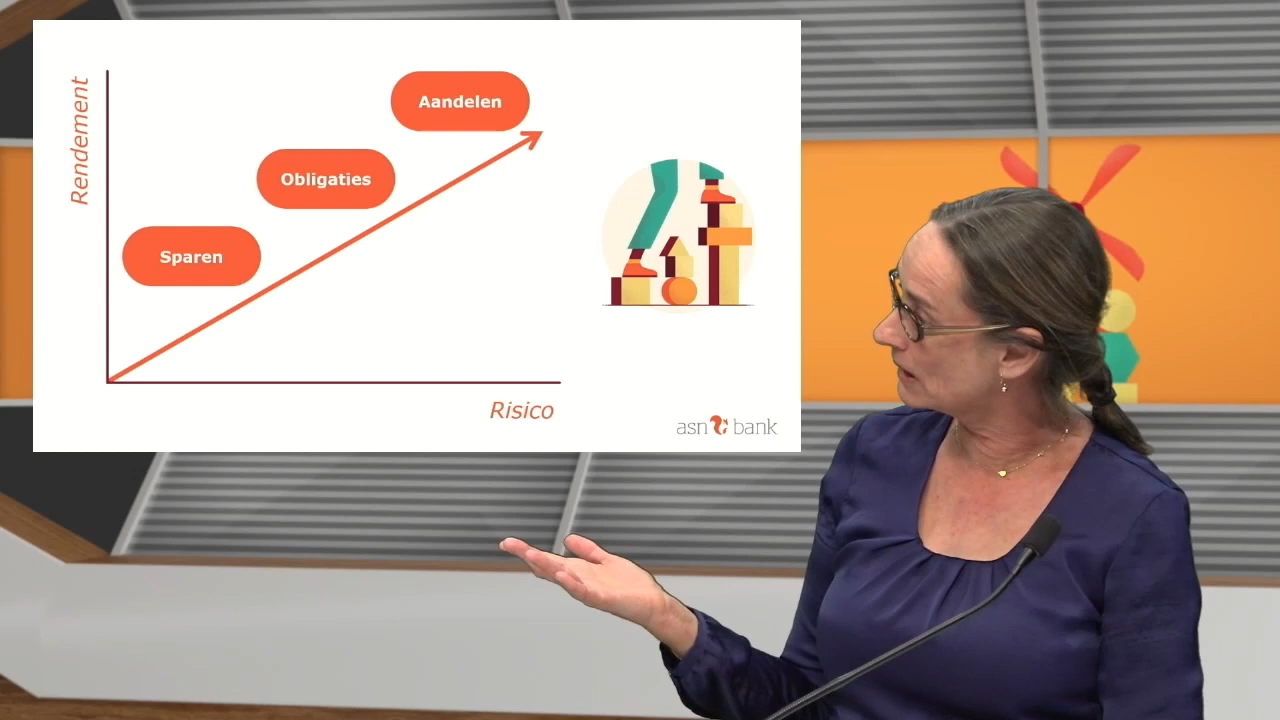 Rendement
Aandelen
Obligaties
Sparen
Risico
asn bank